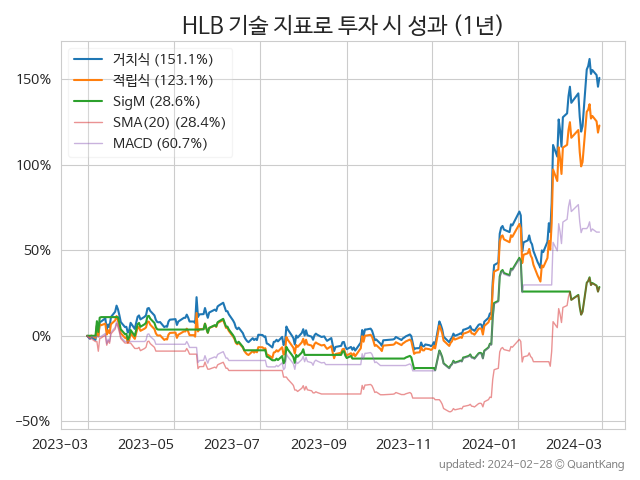 HLB 기술 지표로 투자 시 성과 (1년)
거치식 (151.1%)
적립식 (123.1%)
SigM (28.6%)
SMA(20) (28.4%)
MACD (60.7%)
150%
100%
50%
0%
−50%
2023-03 2023-05 2023-07 2023-09 2023-11 2024-01 2024-03
updated: 2024-02-28 ⓒ QuantKang